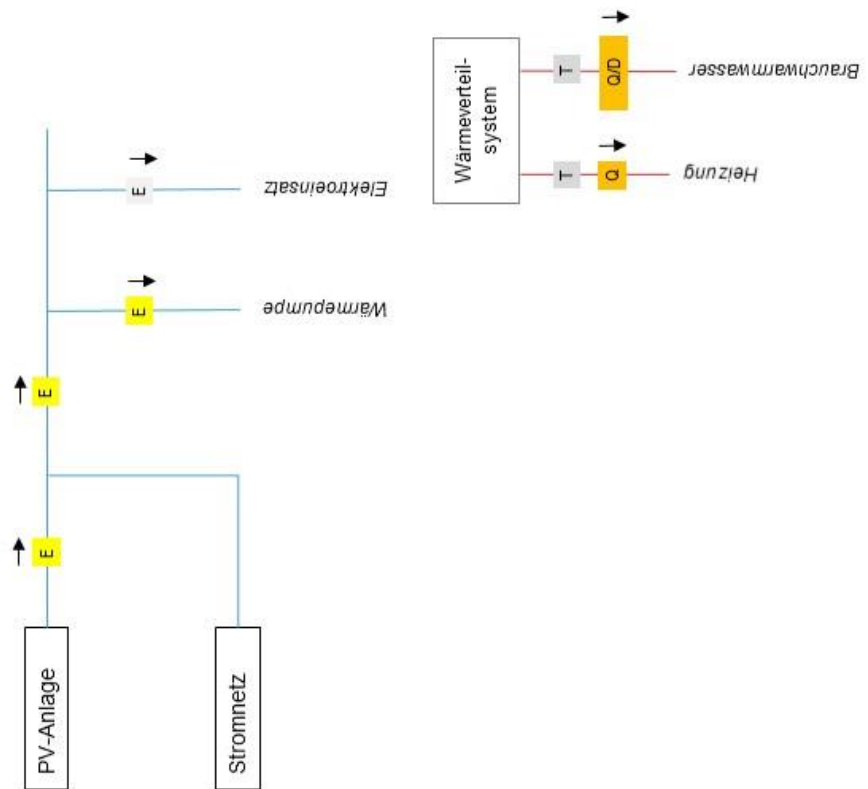 Wärmeverteil-
system
T
Q/D
Brauchwarmwasser
T
Q
Heizung
E
Elektroeinsatz
E
Wärmepumpe
E
E
PV-Anlage
Stromnetz